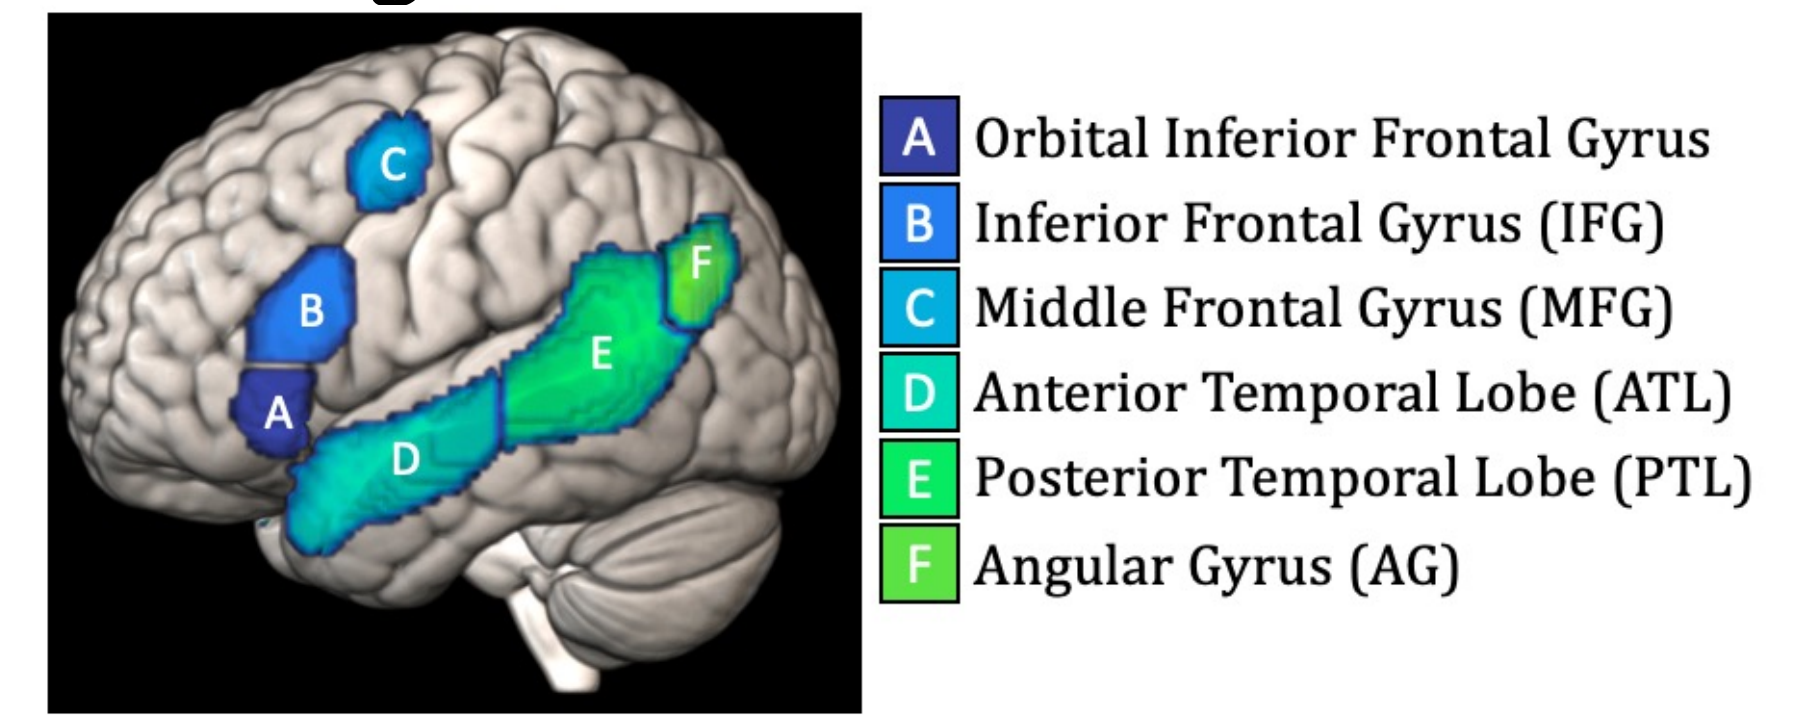 C
F
B
E
A
D
A Orbital Inferior Frontal Gyrus
B Inferior Frontal Gyrus (IFG)
C Middle Frontal Gyrus (MFG)
D Anterior Temporal Lobe (ATL)
E Posterior Temporal Lobe (PTL)
F Angular Gyrus (AG)